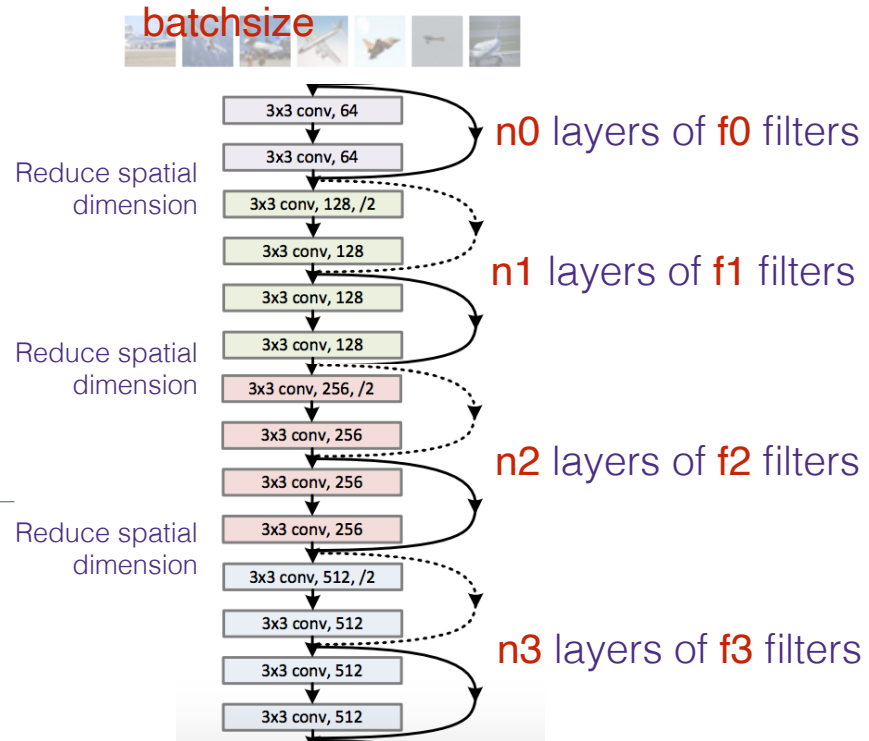 batchsize
3x3 conv, 64
n0 layers of f0 filters
3x3 conv, 64
Reduce spatial
dimension
3x3 conv, 128, /2
3x3 conv, 128
n1 layers of f1 filters
3x3 conv, 128
3x3 conv, 128
Reduce spatial
dimension
3x3 conv, 256, /2
3x3 conv, 256
n2 layers of f2 filters
3x3 conv, 256
3x3 conv, 256
Reduce spatial
dimension
3x3 conv, 512, /2
3x3 conv, 512
n3 layers of f3 filters
3x3 conv, 512
3x3 conv, 512